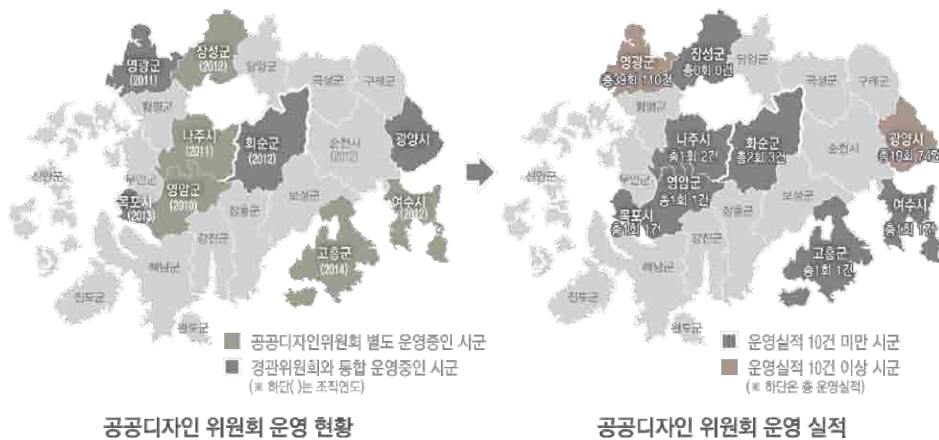 장성군
(2012)
영광군
(2011)
담양군
곡성군
구례군
함평군
나주시
(2011)
화순군
(2012)
순천시
(2012)
광양시
신안군
무안군
영암군
(2010)
목포시
(2013)
장흥군
보성군
여수시
(2012)
강진군
고흥군
(2014)
해남군
진도군
완도군
공공디자인위원회 별도 운영중인 시군
경관위원회와 통합 운영중인 시군
(※ 하단( )는 조직연도)
공공디자인 위원회 운영 현황
영광군
총39회 110건
장성군
총0회 0건
담양군
곡성군
구례군
함평군
나주시
총1회 2건
화순군
총2회 3건
순천시
광양시
총19회 74건
신안군
무안군
영암군
총1회 1건
목포시
총1회 1건
장흥군
보성군
여수시
총1회 1건
강진군
고흥군
총1회 1건
해남군
진도군
완도군
운영실적 10건 미만 시군
운영실적 10건 이상 시군
(※ 하단은 총 운영실적)
공공디자인 위원회 운영 실적